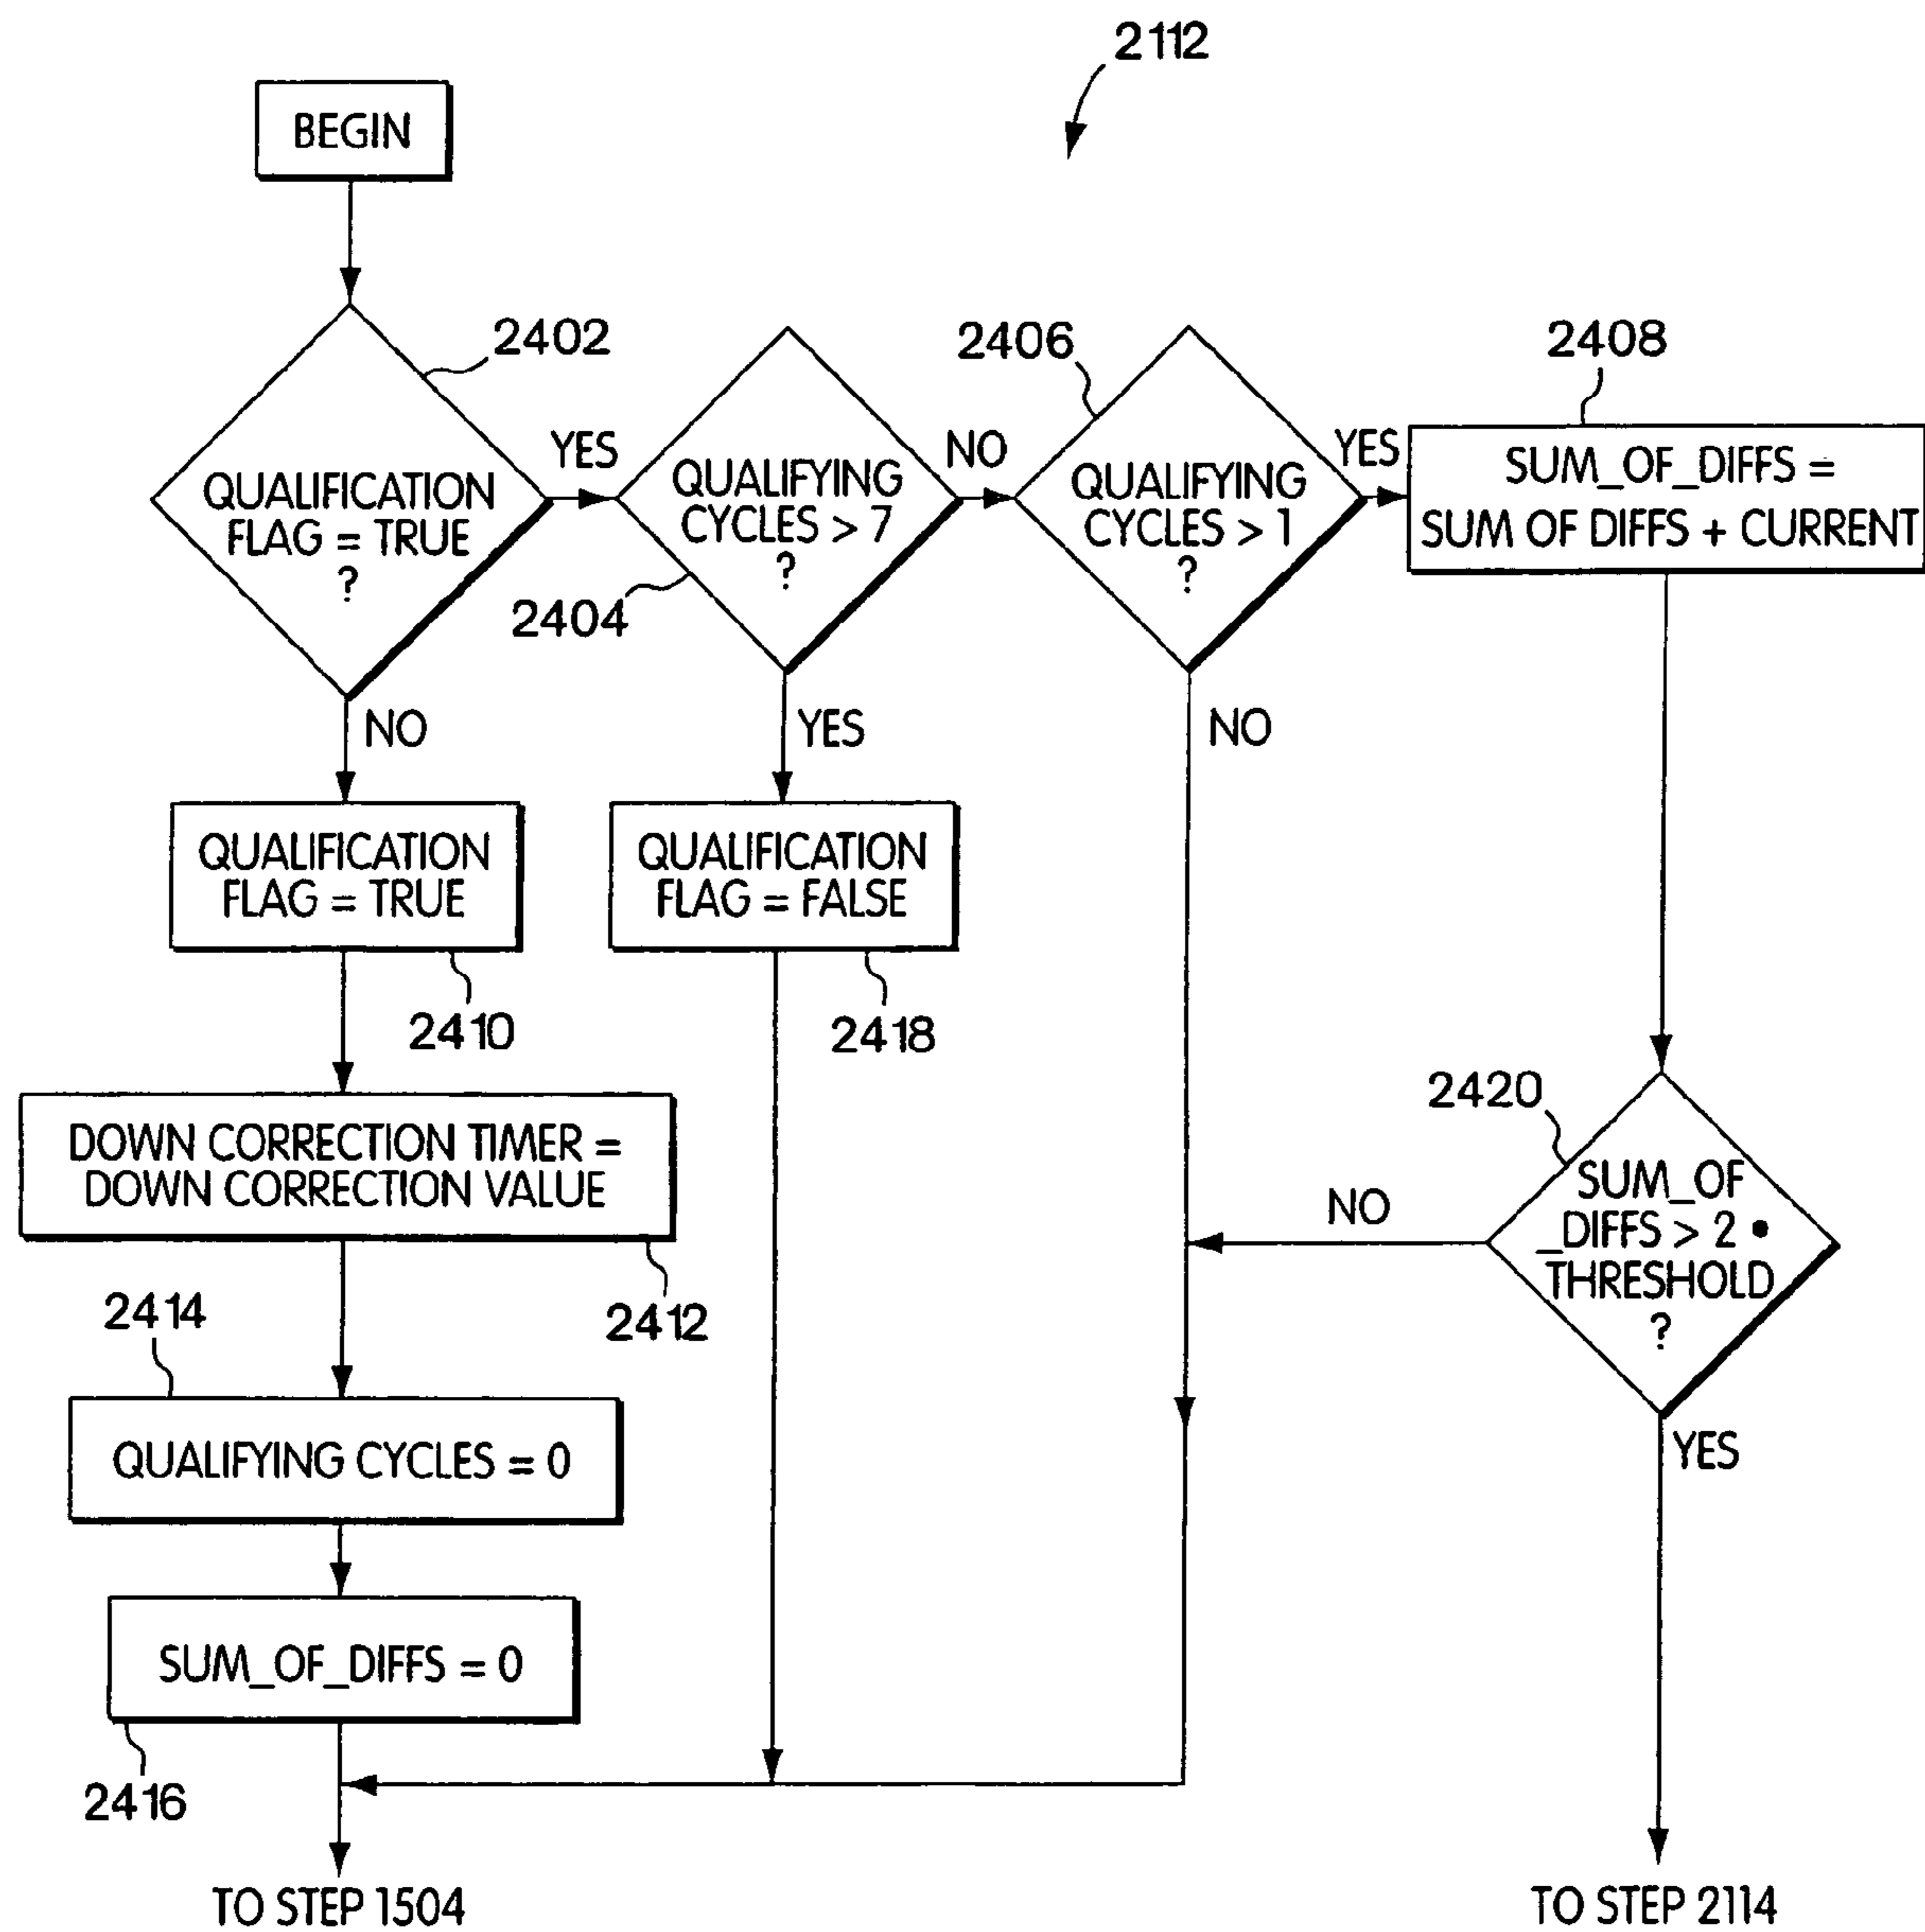 2112
BEGIN
2402
2406
2408
YES
NO
YES
QUALIFICATION
FLAG = TRUE
?
QUALIFYING
CYCLES > 7
?
QUALIFYING
CYCLES > 1
?
SUM_OF_DIFFS =
SUM OF DIFFS + CURRENT
2404
NO
YES
NO
QUALIFICATION
FLAG = TRUE
QUALIFICATION
FLAG = FALSE
2410
2418
DOWN CORRECTION TIMER =
DOWN CORRECTION VALUE
2420
SUM_OF
_DIFFS > 2 •
THRESHOLD
?
NO
2414
2412
YES
QUALIFYING CYCLES = 0
SUM_OF_DIFFS = 0
2416
TO STEP 1504
TO STEP 2114